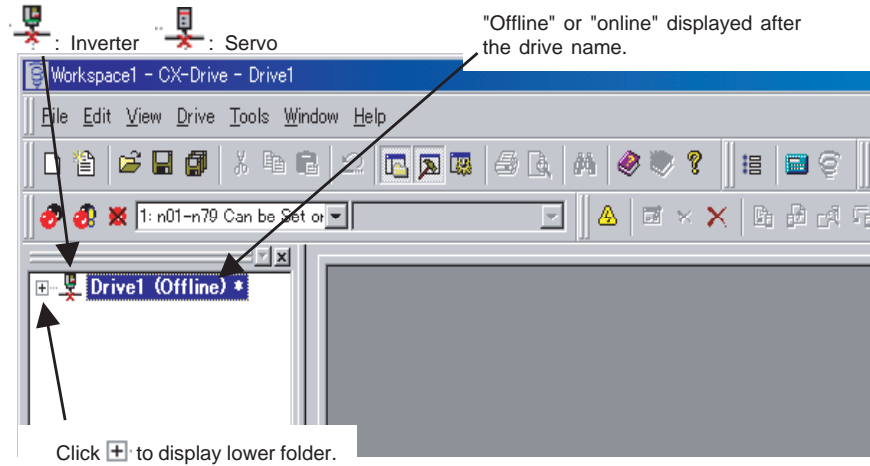 : Inverter : Servo
"Offline" or "online" displayed after
the drive name.
Workspace1 - CX-Drive - Drive1
File Edit View Drive Tools Window Help
1: n01-n79 Can be Set or
Drive1 (Offline) *
Click + to display lower folder.